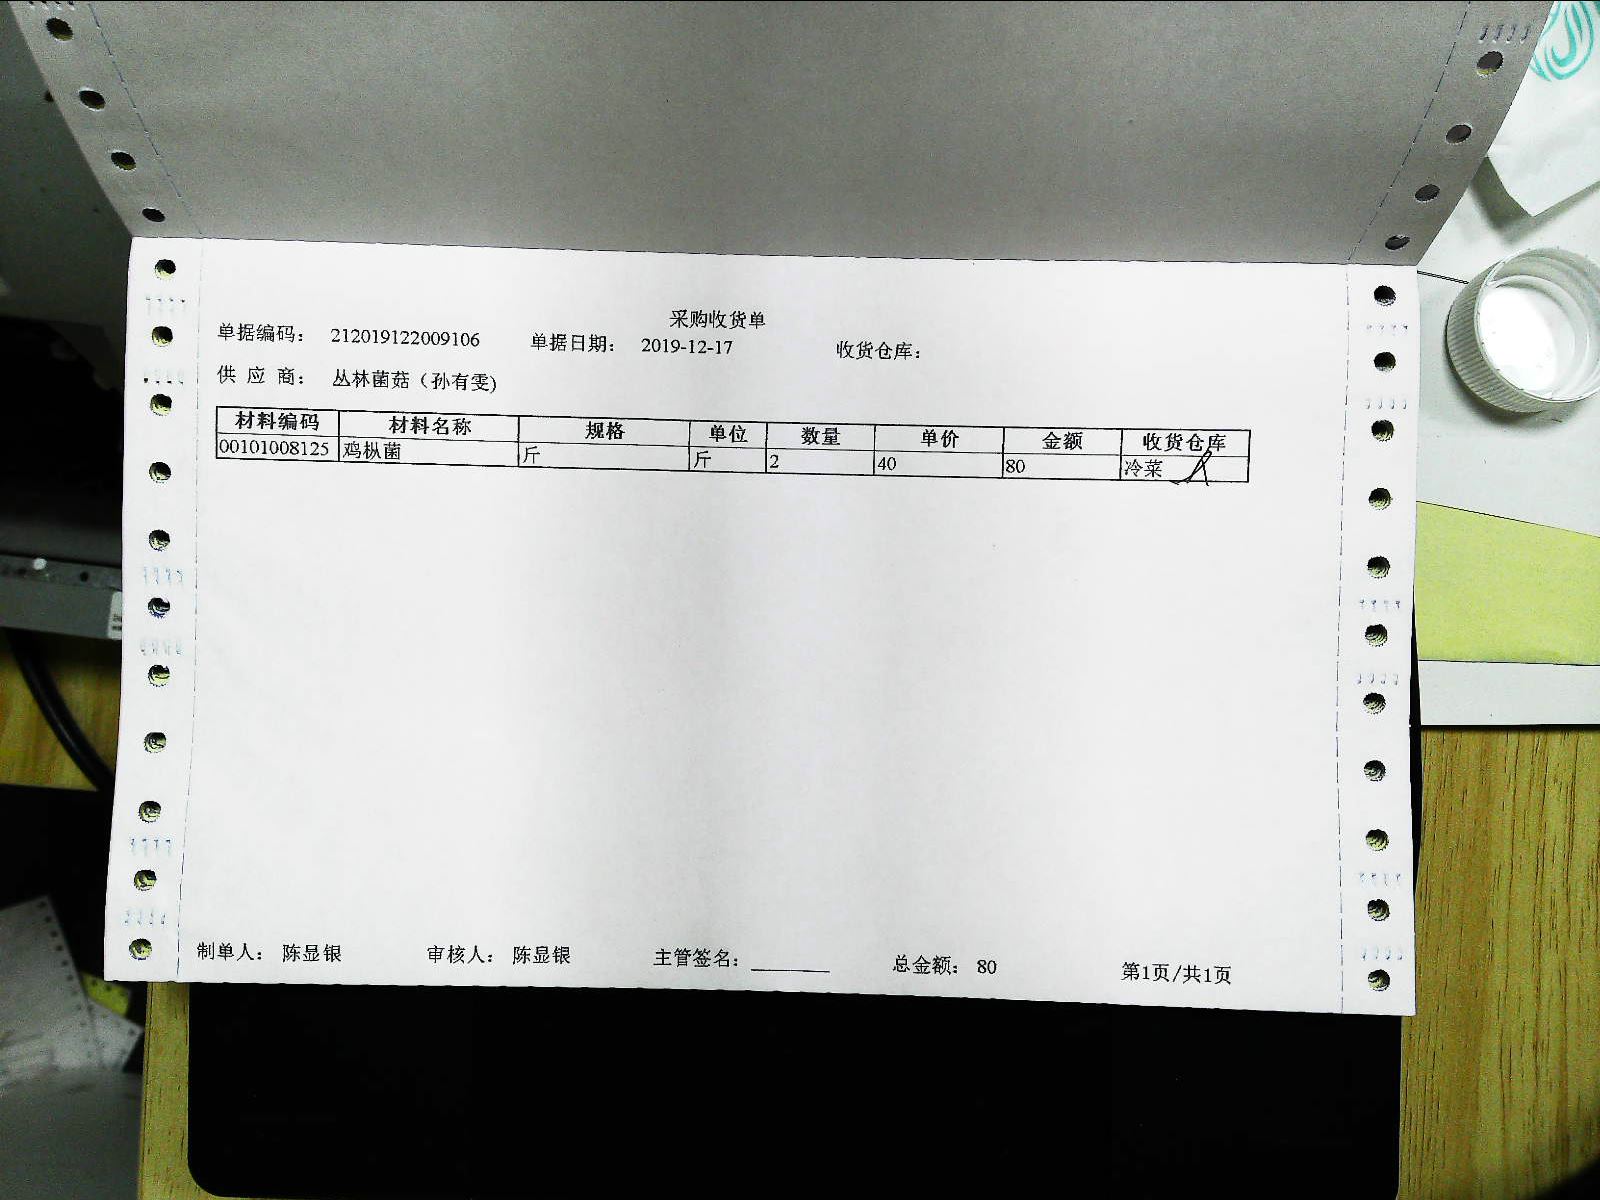 采购收货单
单据编码： 212019122009106 单据日期： 2019-12-17 收货仓库：
供 应 商： 丛林菌菇（孙有雯)
材料编码 材料名称 规格 单位 数量 单价 金额 收货仓库
00101008125 鸡枞菌 斤 斤 2 40 80 冷菜
制单人： 陈显银 审核人： 陈显银 主管签名：________ 总金额： 80 第1页/共1页